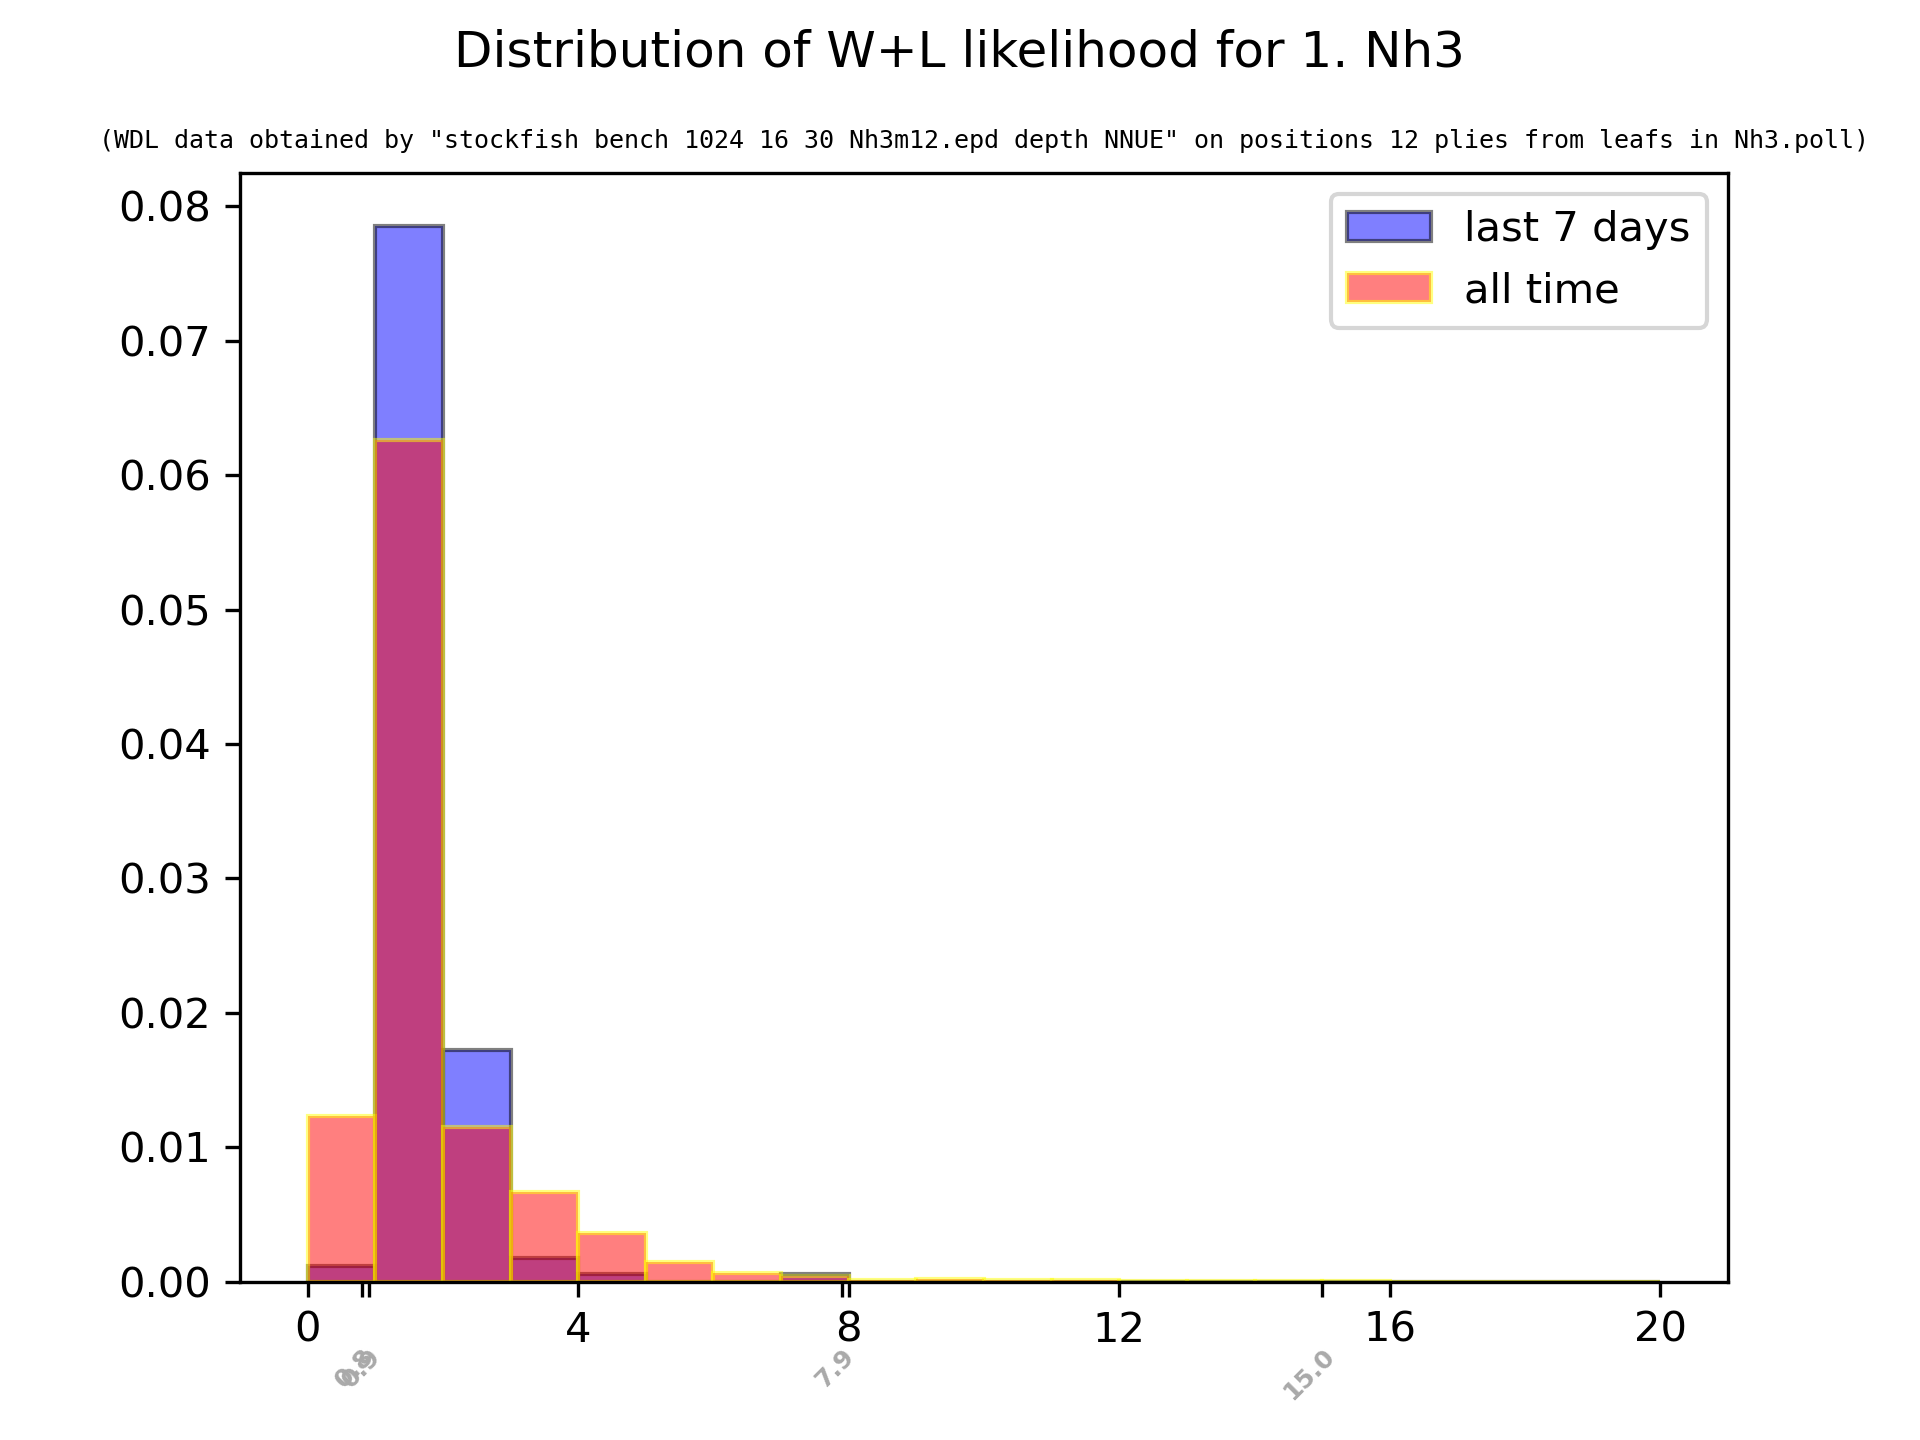 Distribution of W+L likelihood for 1. Nh3
(WDL data obtained by "stockfish bench 1024 16 30 Nh3m12.epd depth NNUE" on positions 12 plies from leafs in Nh3.poll)
last 7 days
all time
0.08
0.07
0.06
0.05
0.04
0.03
0.02
0.01
0.00
0 4 8 12 16 20
7.9 15.0